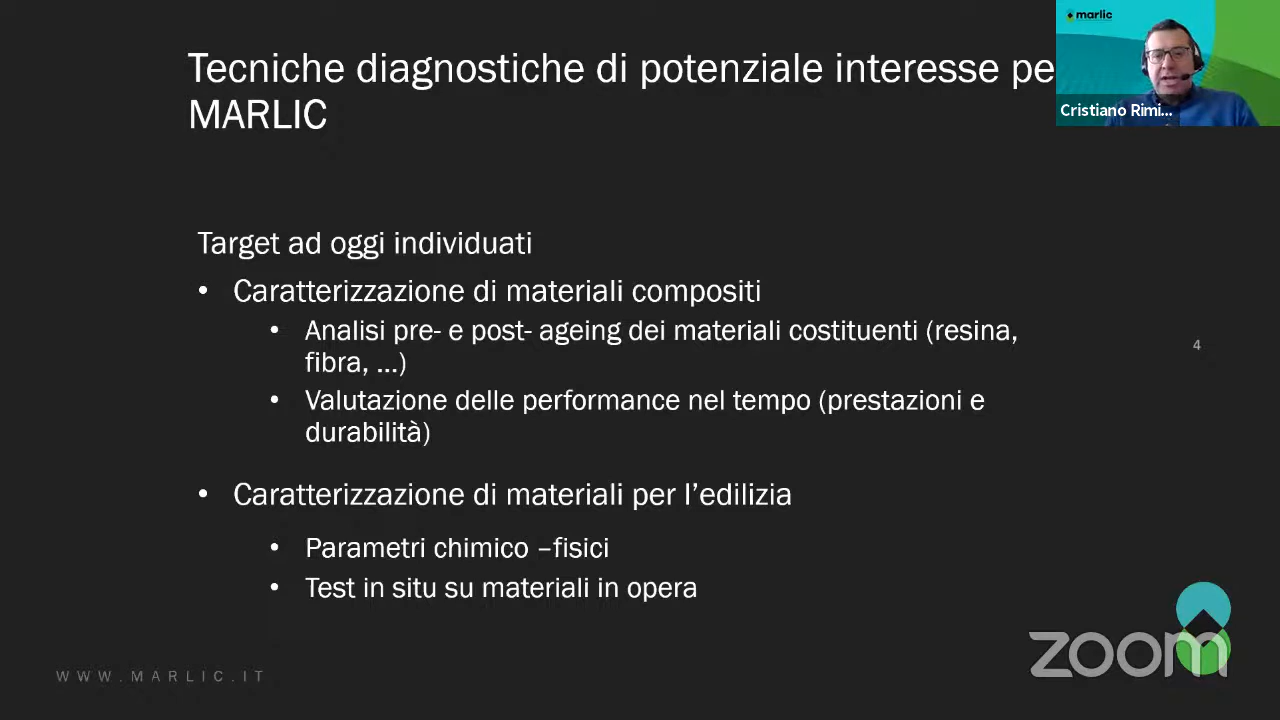 marlic
Tecniche diagnostiche di potenziale interesse pe
MARLIC
Cristiano Rimi...
Target ad oggi individuati
• Caratterizzazione di materiali compositi
• Analisi pre- e post- ageing dei materiali costituenti (resina,
fibra, ...)
• Valutazione delle performance nel tempo (prestazioni e
durabilità)
4
• Caratterizzazione di materiali per l'edilizia
• Parametri chimico –fisici
• Test in situ su materiali in opera
zoom
WWW.MARLIC.IT